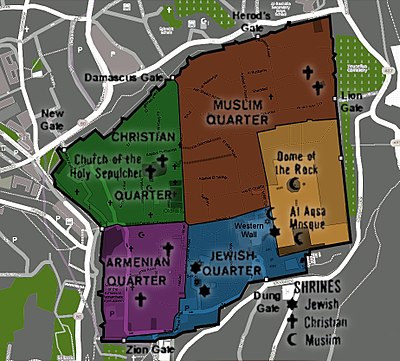 Herod's
Gate
Damascus Gate
Lion
Gate
New
Gate
MUSLIM
QUARTER
CHRISTIAN
Church of the
Holy Sepulcher
QUARTER
Dome of
the Rock
Al Aqsa
Mosque
Western
Wall
ARMENIAN
QUARTER
JEWISH
QUARTER
Dung
Gate
Zion Gate
SHRINES
Jewish
Christian
Muslim